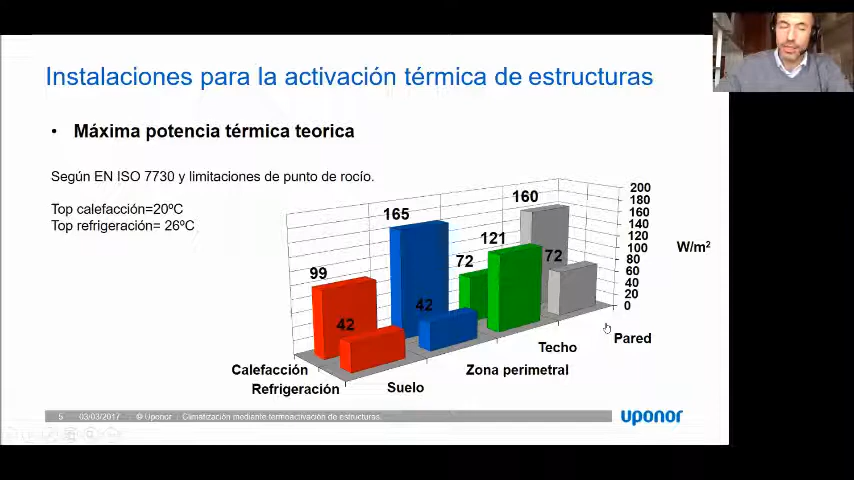 Instalaciones para la activación térmica de estructuras
• Máxima potencia térmica teorica
Según EN ISO 7730 y limitaciones de punto de rocío.
Top calefacción=20ºC
Top refrigeración= 26ºC
99
42
165
42
72
121
160
72
200
180
160
140
120
100
80
60
40
20
0
W/m²
Calefacción
Refrigeración
Suelo
Zona perimetral
Techo
Pared
5 03/03/2017 © Uponor Climatización mediante termoactivación de estructuras.
uponor